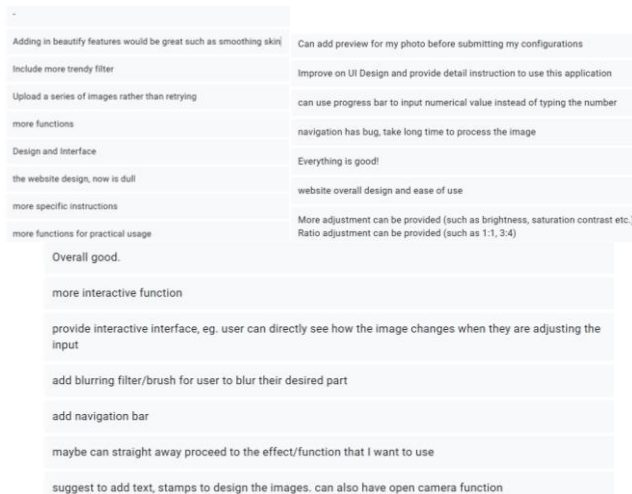 -
Adding in beautify features would be great such as smoothing skin
Include more trendy filter
Upload a series of images rather than retrying
more functions
Design and Interface
the website design, now is dull
more specific instructions
more functions for practical usage
Can add preview for my photo before submitting my configurations
Improve on UI Design and provide detail instruction to use this application
can use progress bar to input numerical value instead of typing the number
navigation has bug, take long time to process the image
Everything is good!
website overall design and ease of use
More adjustment can be provided (such as brightness, saturation contrast etc.)
Ratio adjustment can be provided (such as 1:1, 3:4)
Overall good.
more interactive function
provide interactive interface, eg. user can directly see how the image changes when they are adjusting the
input
add blurring filter/brush for user to blur their desired part
add navigation bar
maybe can straight away proceed to the effect/function that I want to use
suggest to add text, stamps to design the images. can also have open camera function